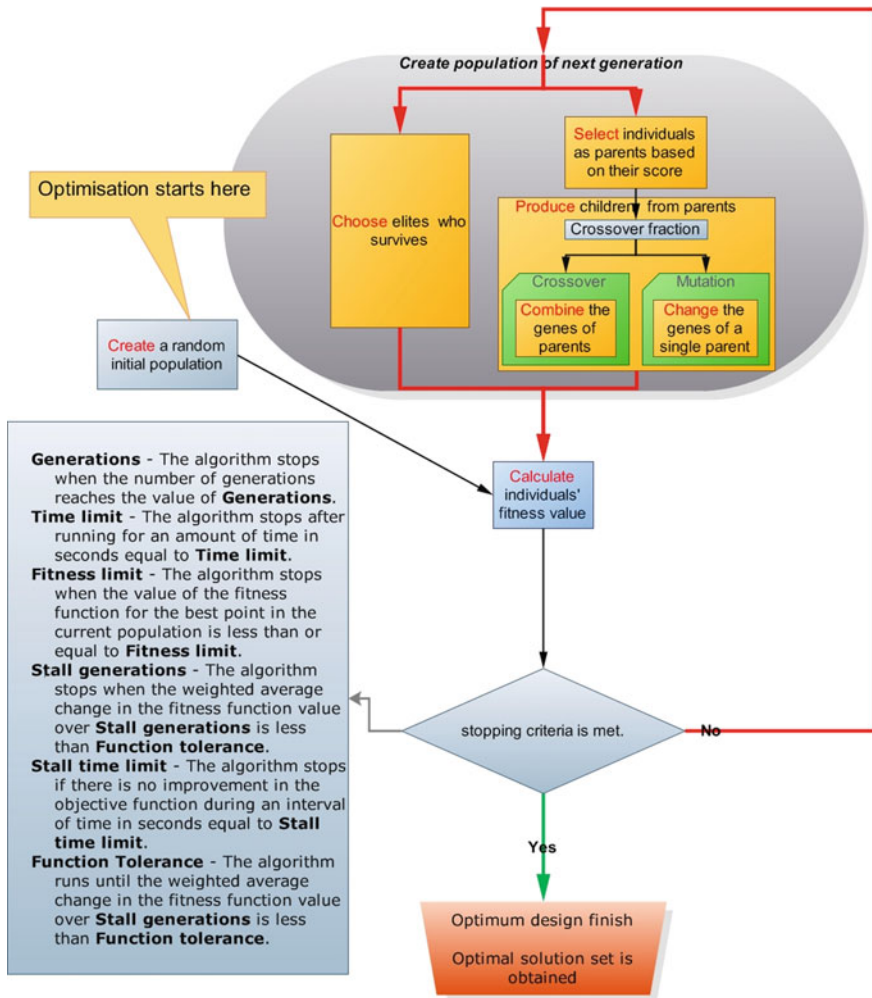 Create population of next generation
Select individuals
as parents based
on their score
Optimisation starts here
Choose elites who
survives
Produce children from parents
Crossover fraction
Crossover
Combine the
genes of
parents
Mutation
Change the
genes of a
single parent
Create a random
initial population
Calculate
individuals'
fitness value
Generations - The algorithm stops
when the number of generations
reaches the value of Generations.
Time limit - The algorithm stops after
running for an amount of time in
seconds equal to Time limit.
Fitness limit - The algorithm stops
when the value of the fitness
function for the best point in the
current population is less than or
equal to Fitness limit.
Stall generations - The algorithm
stops when the weighted average
change in the fitness function value
over Stall generations is less
than Function tolerance.
Stall time limit - The algorithm stops
if there is no improvement in the
objective function during an interval
of time in seconds equal to Stall
time limit.
Function Tolerance - The algorithm
runs until the weighted average
change in the fitness function value
over Stall generations is less
than Function tolerance.
stopping criteria is met.
No
Yes
Optimum design finish
Optimal solution set is
obtained